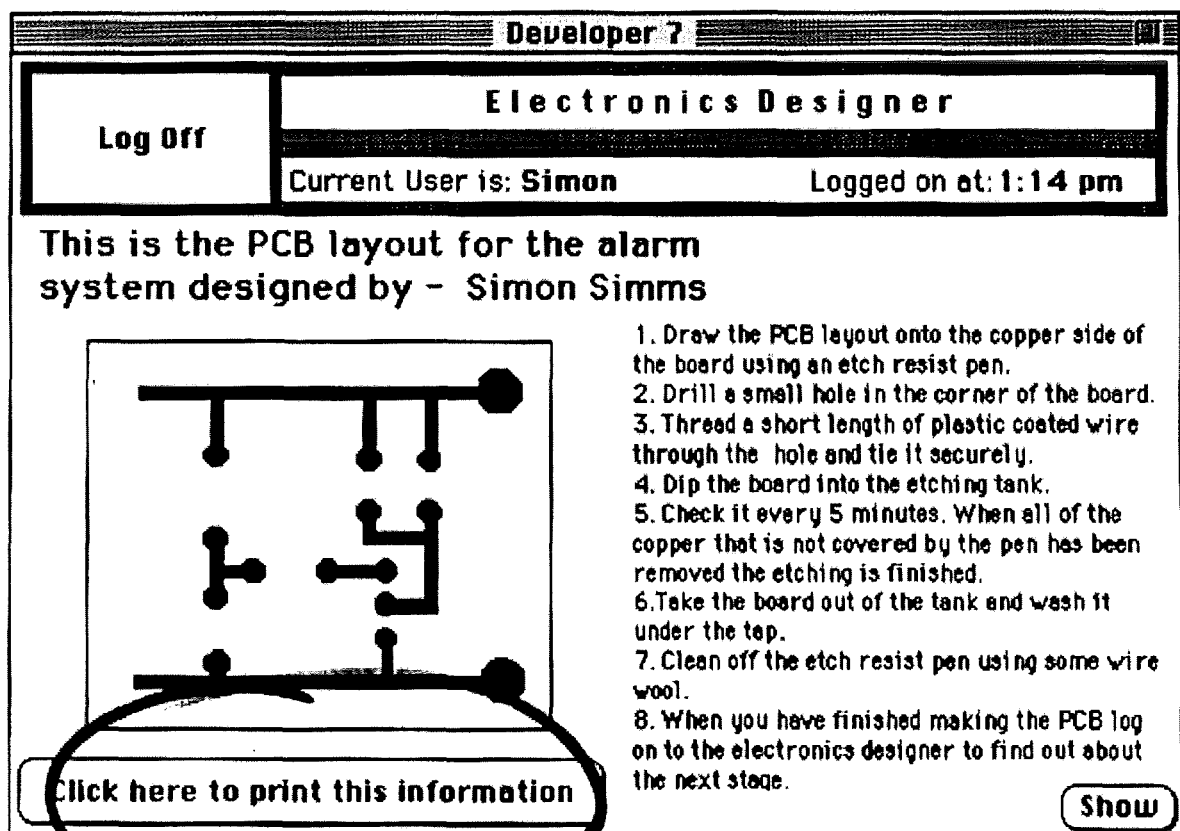 Developer 7
Electronics Designer
Log Off
Current User is: Simon
Logged on at: 1:14 pm
This is the PCB layout for the alarm
system designed by - Simon Simms
1. Draw the PCB layout onto the copper side of
the board using an etch resist pen.
2. Drill a small hole in the corner of the board.
3. Thread a short length of plastic coated wire
through the hole and tie it securely.
4. Dip the board into the etching tank.
5. Check it every 5 minutes. When all of the
copper that is not covered by the pen has been
removed the etching is finished.
6.Take the board out of the tank and wash it
under the tap.
7. Clean off the etch resist pen using some wire
wool.
8. When you have finished making the PCB log
on to the electronics designer to find out about
the next stage.
Click here to print this information
Show